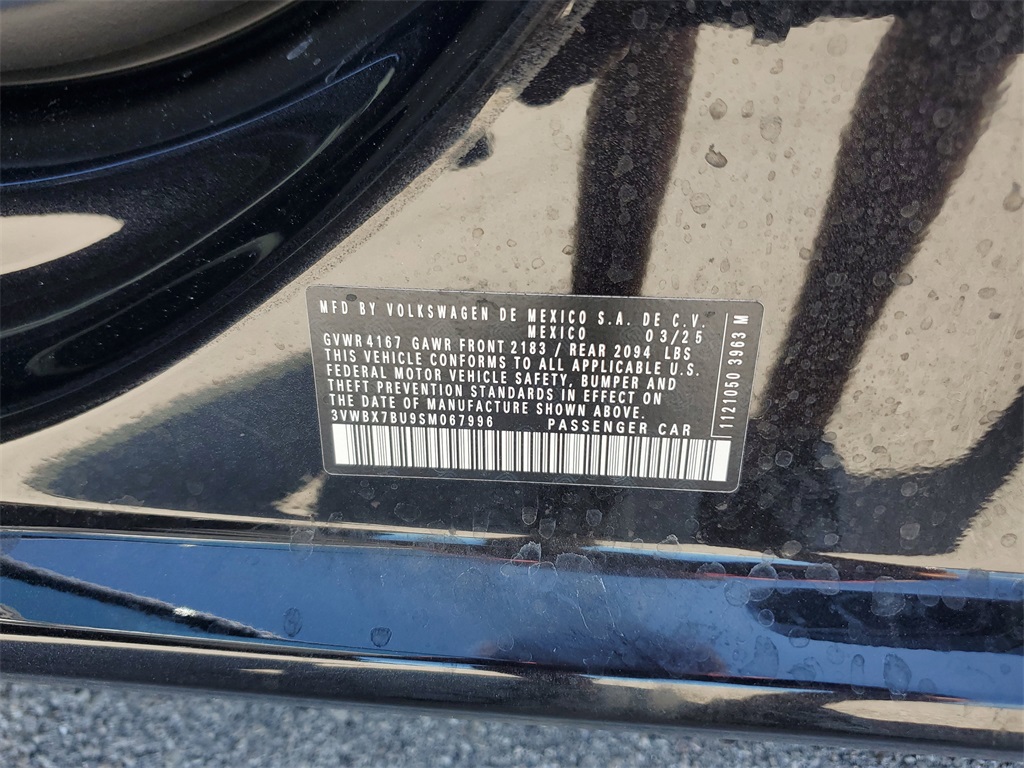 MFD BY VOLKSWAGEN DE MEXICO S.A. DE C.V.
MEXICO 03/25
GVWR 4167 GAWR FRONT 2183 / REAR 2094 LBS
THIS VEHICLE CONFORMS TO ALL APPLICABLE U.S.
FEDERAL MOTOR VEHICLE SAFETY, BUMPER AND
THEFT PREVENTION STANDARDS IN EFFECT ON
THE DATE OF MANUFACTURE SHOWN ABOVE.
3VWBX7BU9SM067996 PASSENGER CAR
1121050 3963 M